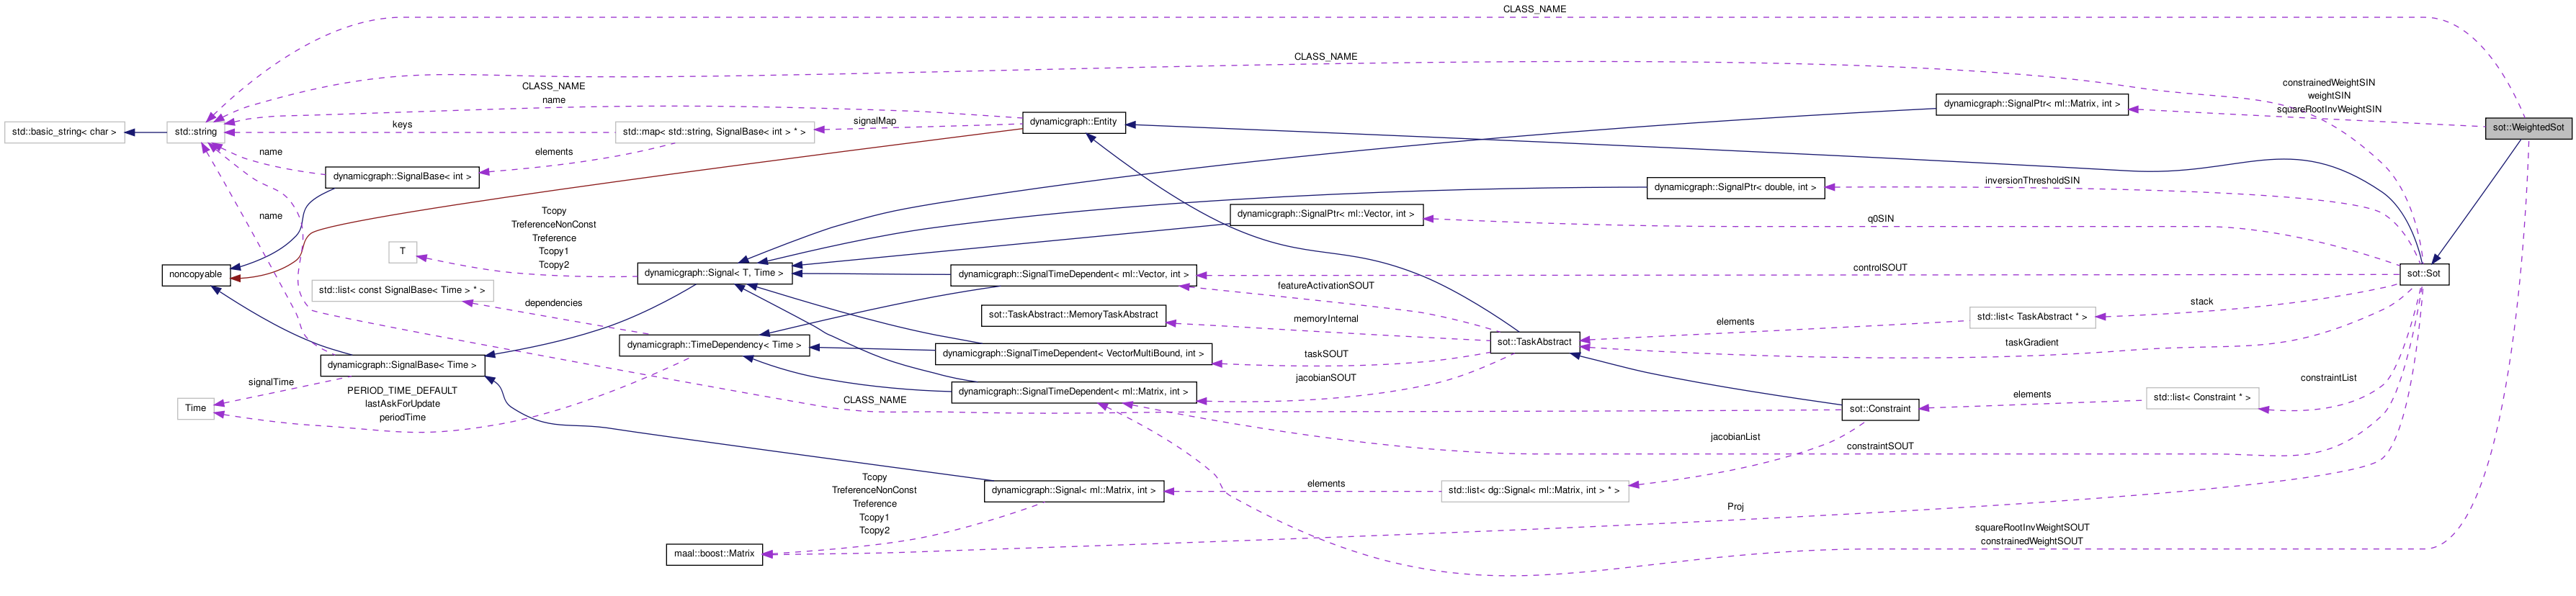 CLASS_NAME
CLASS_NAME
CLASS_NAME
name
constrainedWeightSIN
weightSIN
squareRootInvWeightSIN
dynamicgraph::SignalPtr< ml::Matrix, int >
sot::WeightedSot
std::basic_string< char >
std::string
keys
std::map< std::string, SignalBase< int > * >
signalMap
dynamicgraph::Entity
name
elements
dynamicgraph::SignalBase< int >
inversionThresholdSIN
dynamicgraph::SignalPtr< double, int >
name
Tcopy
TreferenceNonConst
Treference
Tcopy1
Tcopy2
dynamicgraph::SignalPtr< ml::Vector, int >
q0SIN
T
noncopyable
dynamicgraph::Signal< T, Time >
dynamicgraph::SignalTimeDependent< ml::Vector, int >
controlSOUT
sot::Sot
std::list< const SignalBase< Time > * >
featureActivationSOUT
dependencies
stack
sot::TaskAbstract::MemoryTaskAbstract
memoryInternal
elements
std::list< TaskAbstract * >
dynamicgraph::TimeDependency< Time >
sot::TaskAbstract
taskGradient
dynamicgraph::SignalTimeDependent< VectorMultiBound, int >
taskSOUT
dynamicgraph::SignalBase< Time >
signalTime
jacobianSOUT
constraintList
PERIOD_TIME_DEFAULT
lastAskForUpdate
periodTime
dynamicgraph::SignalTimeDependent< ml::Matrix, int >
CLASS_NAME
elements
std::list< Constraint * >
Time
sot::Constraint
jacobianList
constraintSOUT
Tcopy
TreferenceNonConst
Treference
Tcopy1
Tcopy2
dynamicgraph::Signal< ml::Matrix, int >
elements
std::list< dg::Signal< ml::Matrix, int > * >
Proj
squareRootInvWeightSOUT
constrainedWeightSOUT
maal::boost::Matrix